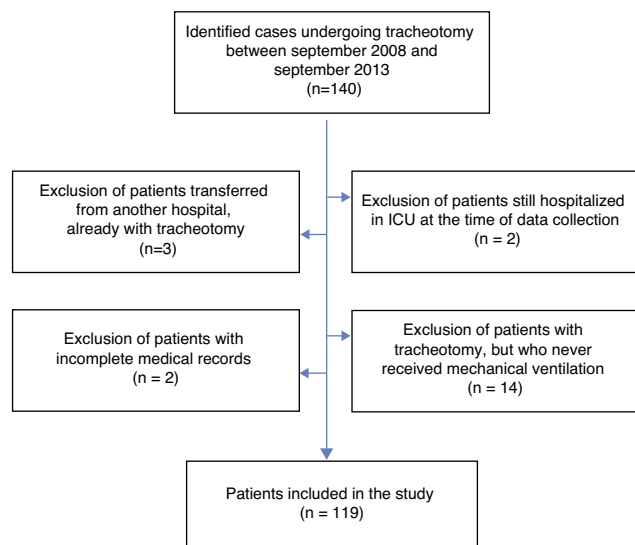 Identified cases undergoing tracheotomy
between september 2008 and
september 2013
(n=140)
Exclusion of patients transferred
from another hospital,
already with tracheotomy
(n=3)
Exclusion of patients still hospitalized
in ICU at the time of data collection
(n = 2)
Exclusion of patients with
incomplete medical records
(n = 2)
Exclusion of patients with
tracheotomy, but who never
received mechanical ventilation
(n = 14)
Patients included in the study
(n = 119)